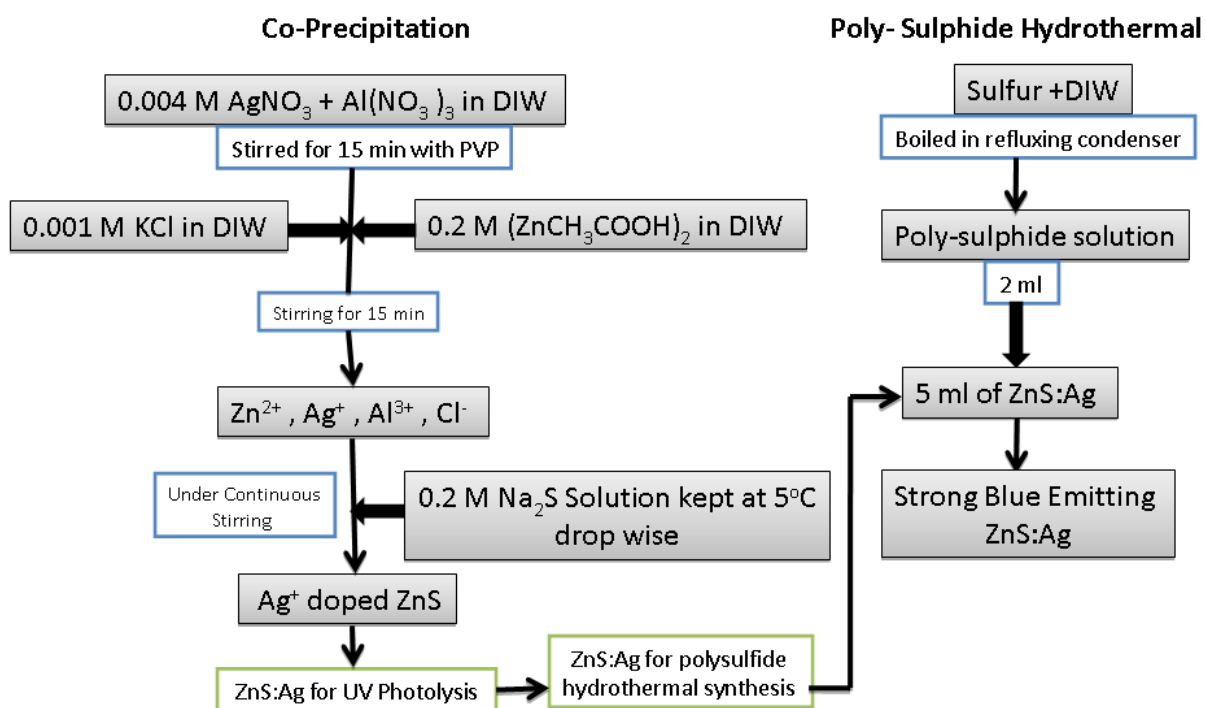 Co-Precipitation
0.004 M AgNO₃ + Al(NO₃ )₃ in DIW
Stirred for 15 min with PVP
0.001 M KCl in DIW
0.2 M (ZnCH₃COOH)₂ in DIW
Stirring for 15 min
Zn²⁺ , Ag⁺ , Al³⁺ , Cl⁻
Under Continuous
Stirring
0.2 M Na₂S Solution kept at 5°C
drop wise
Ag⁺ doped ZnS
ZnS:Ag for UV Photolysis
ZnS:Ag for polysulfide
hydrothermal synthesis
Poly- Sulphide Hydrothermal
Sulfur +DIW
Boiled in refluxing condenser
Poly-sulphide solution
2 ml
5 ml of ZnS:Ag
Strong Blue Emitting
ZnS:Ag